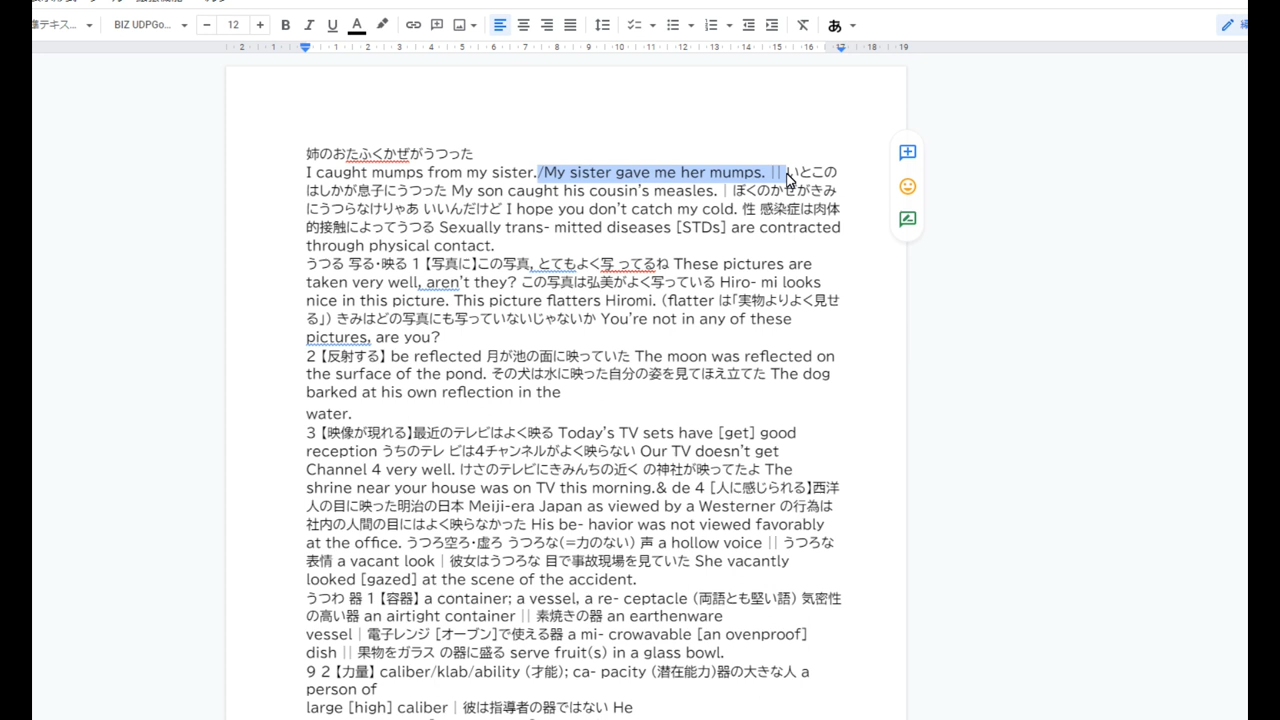 BIZ UDPGo...
12
B I U A あ
2 1 1 2 3 4 5 6 7 8 9 10 11 12 13 14 15 16 17 18 19
姉のおたふくかぜがうつった
I caught mumps from my sister./My sister gave me her mumps. || いとこの
はしかが息子にうつった My son caught his cousin's measles. | ぼくのかぜがきみ
にうつらなけりゃあ いいんだけど I hope you don't catch my cold. 性 感染症は肉体
的接触によってうつる Sexually trans- mitted diseases [STDs] are contracted
through physical contact.
うつる 写る・映る 1【写真に】この写真, とてもよく写 ってるね These pictures are
taken very well, aren't they? この写真は弘美がよく写っている Hiro- mi looks
nice in this picture. This picture flatters Hiromi. (flatter は「実物よりよく見せ
る」) きみはどの写真にも写っていないじゃないか You're not in any of these
pictures, are you?
2【反射する】 be reflected 月が池の面に映っていた The moon was reflected on
the surface of the pond. その犬は水に映った自分の姿を見てほえ立てた The dog
barked at his own reflection in the
water.
3【映像が現れる】最近のテレビはよく映る Today's TV sets have [get] good
reception うちのテレ ビは4チャンネルがよく映らない Our TV doesn't get
Channel 4 very well. けさのテレビにきみんちの近く の神社が映ってたよ The
shrine near your house was on TV this morning.& de 4 [人に感じられる】西洋
人の目に映った明治の日本 Meiji-era Japan as viewed by a Westerner の行為は
社内の人間の目にはよく映らなかった His be- havior was not viewed favorably
at the office. うつろ空ろ・虚ろ うつろな(=力のない) 声 a hollow voice || うつろな
表情 a vacant look | 彼女はうつろな 目で事故現場を見ていた She vacantly
looked [gazed] at the scene of the accident.
うつわ 器 1【容器】 a container; a vessel, a re- ceptacle (両語とも堅い語) 気密性
の高い器 an airtight container || 素焼きの器 an earthenware
vessel | 電子レンジ [オーブン]で使える器 a mi- crowavable [an ovenproof]
dish || 果物をガラス の器に盛る serve fruit(s) in a glass bowl.
9 2【力量】 caliber/klab/ability (才能); ca- pacity (潜在能力)器の大きな人 a
person of
large [high] caliber | 彼は指導者の器ではない He